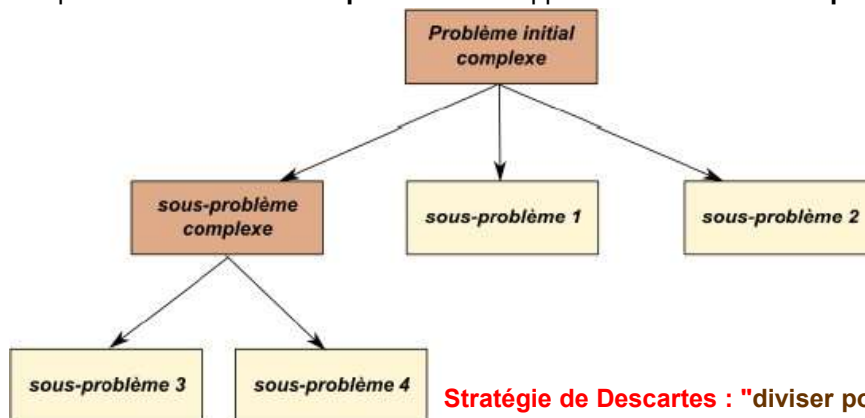 Problème initial
complexe
sous-problème
complexe
sous-problème 1
sous-problème 2
sous-problème 3
sous-problème 4
Stratégie de Descartes : "diviser